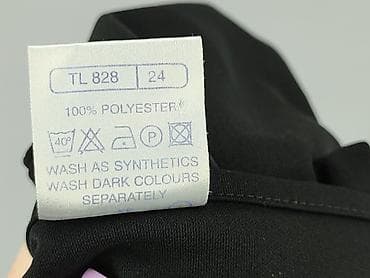 TL 828 24
100% POLYESTER
40° P
WASH AS SYNTHETICS
WASH DARK COLOURS
SEPARATELY